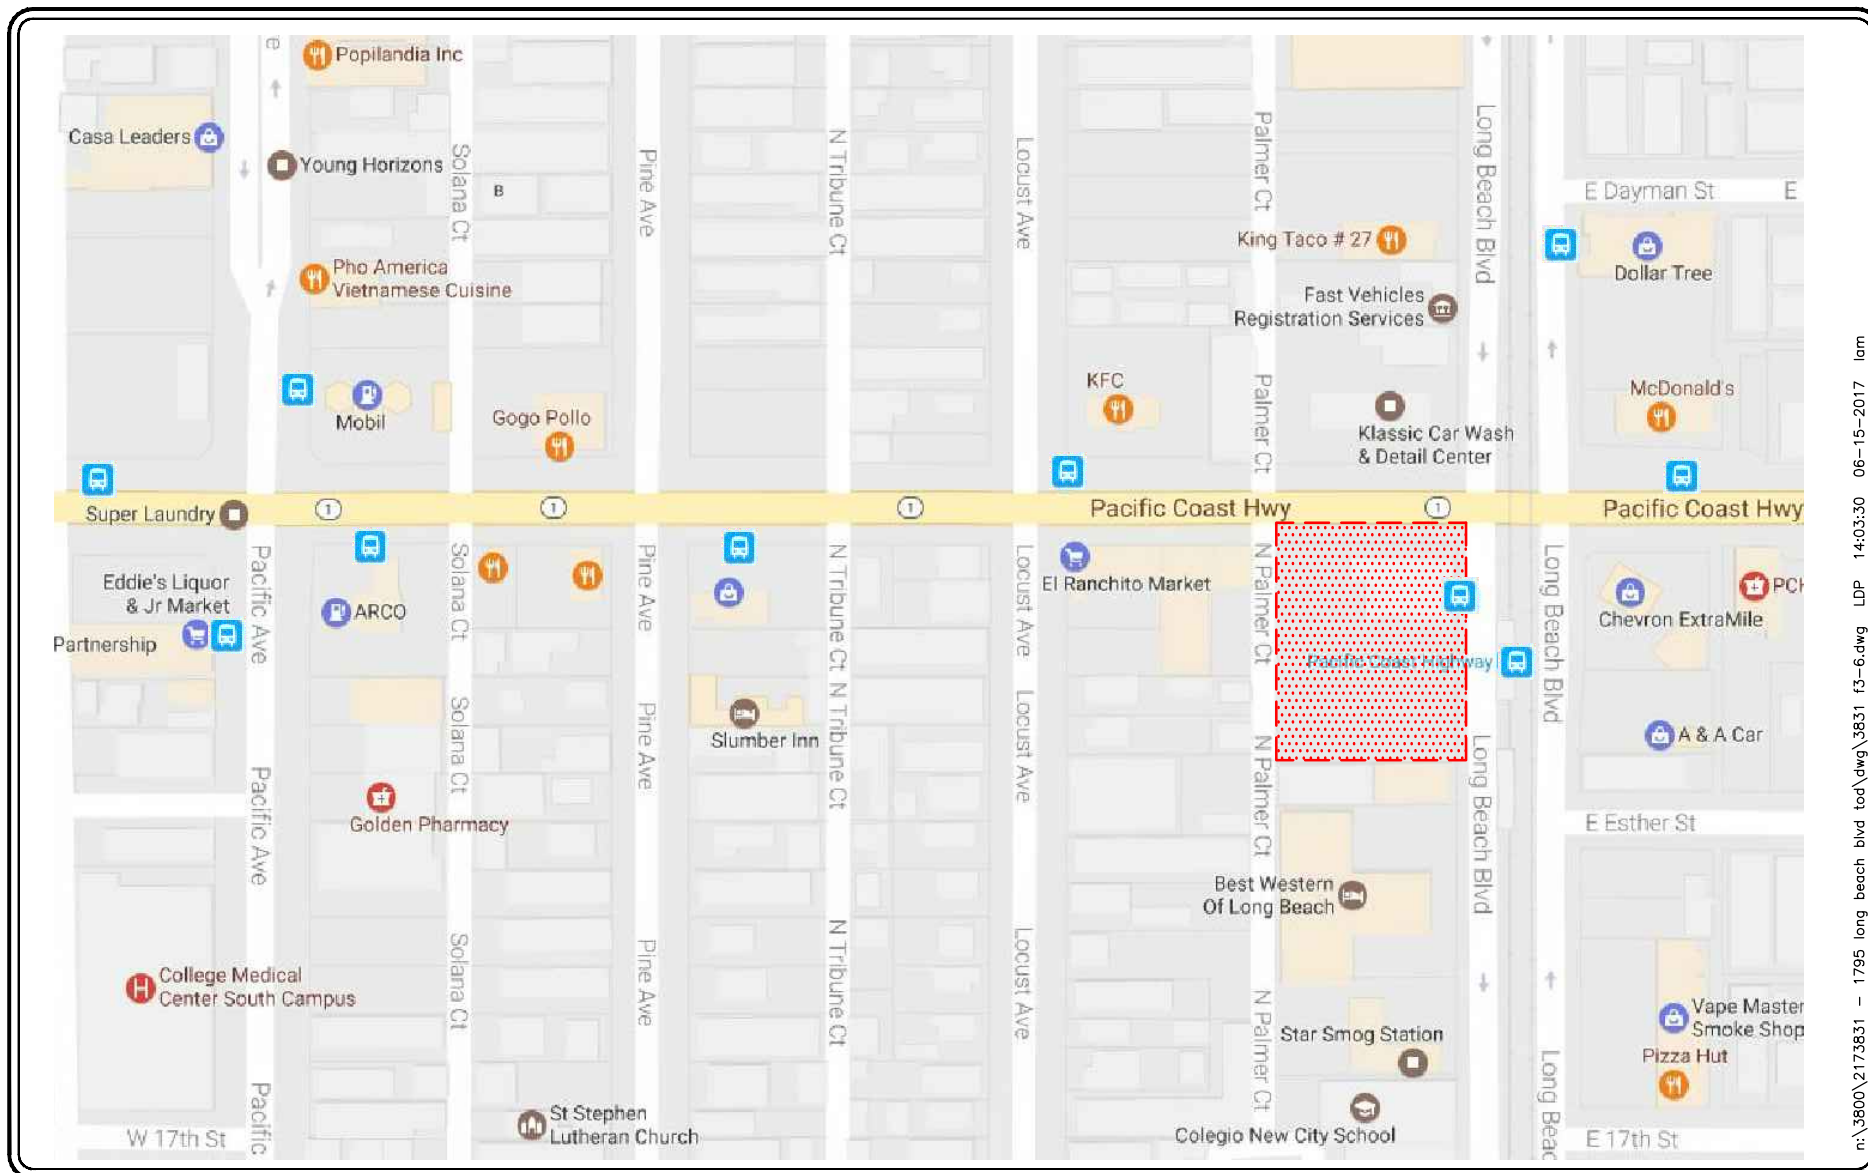 e
Popilandia Inc
Casa Leaders
Young Horizons
Solana Ct
B
Pine Ave
N Tribune Ct
Locust Ave
Palmer Ct
Long Beach Blvd
E Dayman St
E
King Taco # 27
Dollar Tree
Pho America
Vietnamese Cuisine
Fast Vehicles
Registration Services
Mobil
Gogo Pollo
KFC
Palmer Ct
Klassic Car Wash
& Detail Center
McDonald's
Super Laundry
1
1
1
Pacific Coast Hwy
1
Pacific Coast Hwy
Pacific Ave
Eddie's Liquor
& Jr Market
Partnership
ARCO
Solana Ct
Pine Ave
N Tribune Ct
Locust Ave
El Ranchito Market
N Palmer Ct
Pacific Coast Highway
Long Beach Blvd
Chevron ExtraMile
PCH
A & A Car
Solana Ct
Pine Ave
Slumber Inn
N Tribune Ct
Locust Ave
N Palmer Ct
Long Beach Blvd
Pacific Ave
Golden Pharmacy
E Esther St
Best Western
Of Long Beach
College Medical
Center South Campus
Solana Ct
Pine Ave
N Tribune Ct
Locust Ave
N Palmer Ct
Star Smog Station
Vape Master
Smoke Shop
Pizza Hut
Long Beac
Pacific
W 17th St
St Stephen
Lutheran Church
Colegio New City School
E 17th St
n:\3800\2173831 - 1795 long beach blvd tod\dwg\3831 f3-6.dwg LDP 14:03:30 06-15-2017 lam